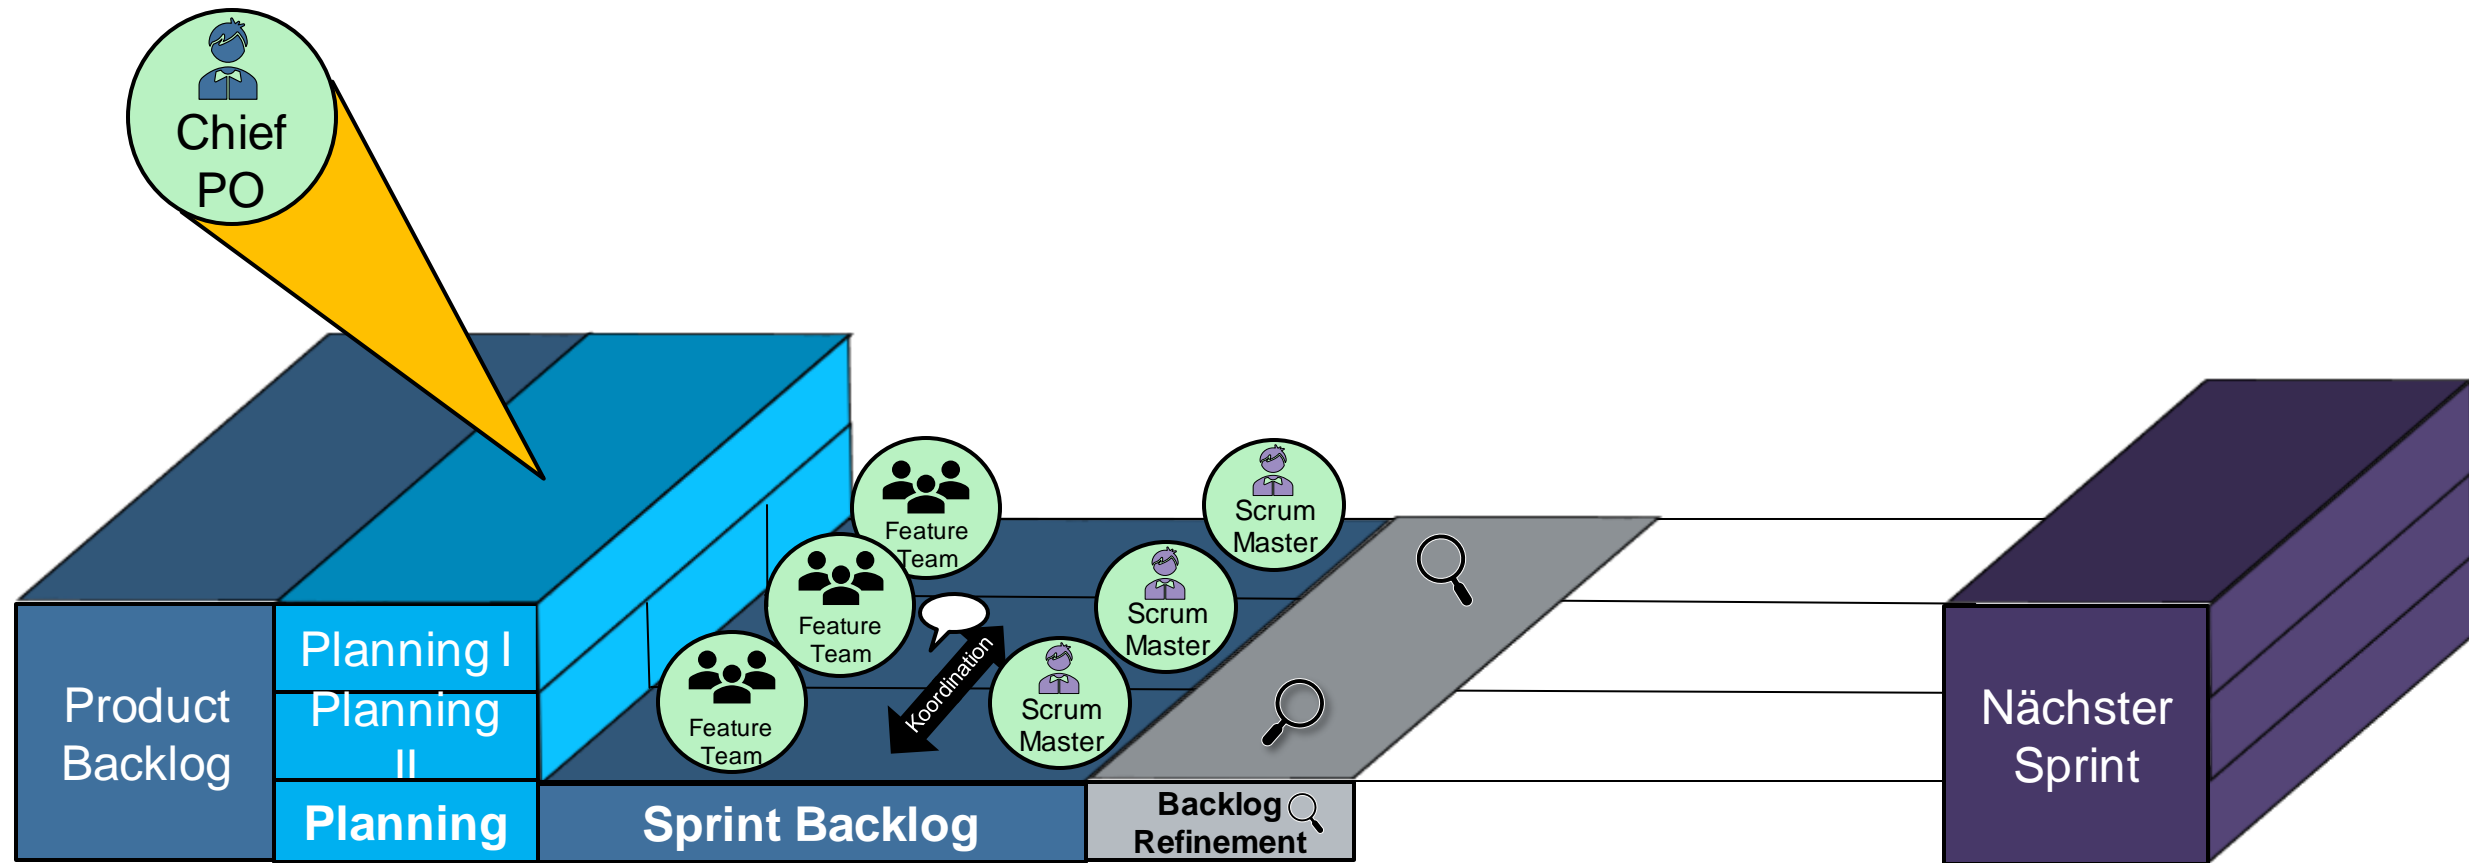 Chief
PO
Feature
Team
Scrum
Master
Feature
Team
Scrum
Master
Feature
Team
Koordination
Scrum
Master
Product
Backlog
Planning I
Planning
II
Planning
Sprint Backlog
Backlog
Refinement
Nächster
Sprint